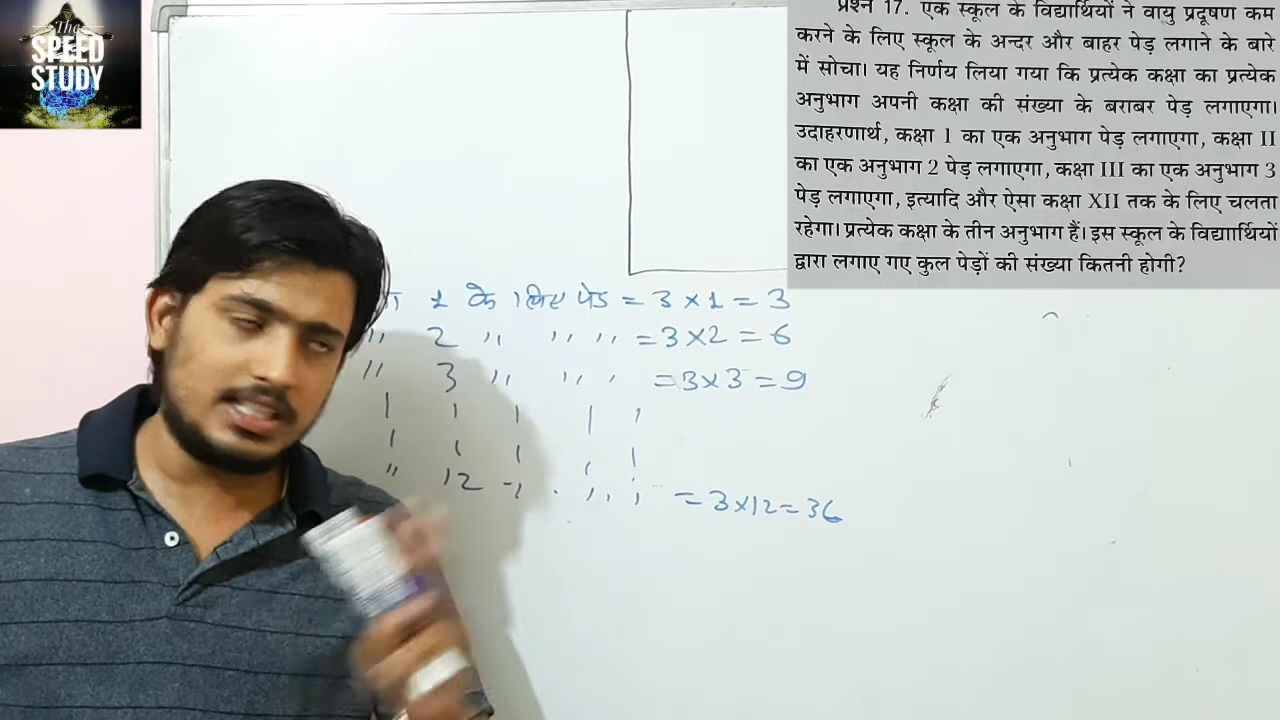 The
SPEED
STUDY
प्रश्न 17. एक स्कूल के विद्यार्थियों ने वायु प्रदूषण कम
करने के लिए स्कूल के अन्दर और बाहर पेड़ लगाने के बारे
में सोचा। यह निर्णय लिया गया कि प्रत्येक कक्षा का प्रत्येक
अनुभाग अपनी कक्षा की संख्या के बराबर पेड़ लगाएगा।
उदाहरणार्थ, कक्षा 1 का एक अनुभाग पेड़ लगाएगा, कक्षा II
का एक अनुभाग 2 पेड़ लगाएगा, कक्षा III का एक अनुभाग 3
पेड़ लगाएगा, इत्यादि और ऐसा कक्षा XII तक के लिए चलता
रहेगा। प्रत्येक कक्षा के तीन अनुभाग हैं। इस स्कूल के विद्याार्थियों
द्वारा लगाए गए कुल पेड़ों की संख्या कितनी होगी?
1 के लिए पेड = 3 × 1 = 3
" 2 " " " = 3 × 2 = 6
" 3 " " " = 3 × 3 = 9
" 12 " " " = 3 × 12 = 36